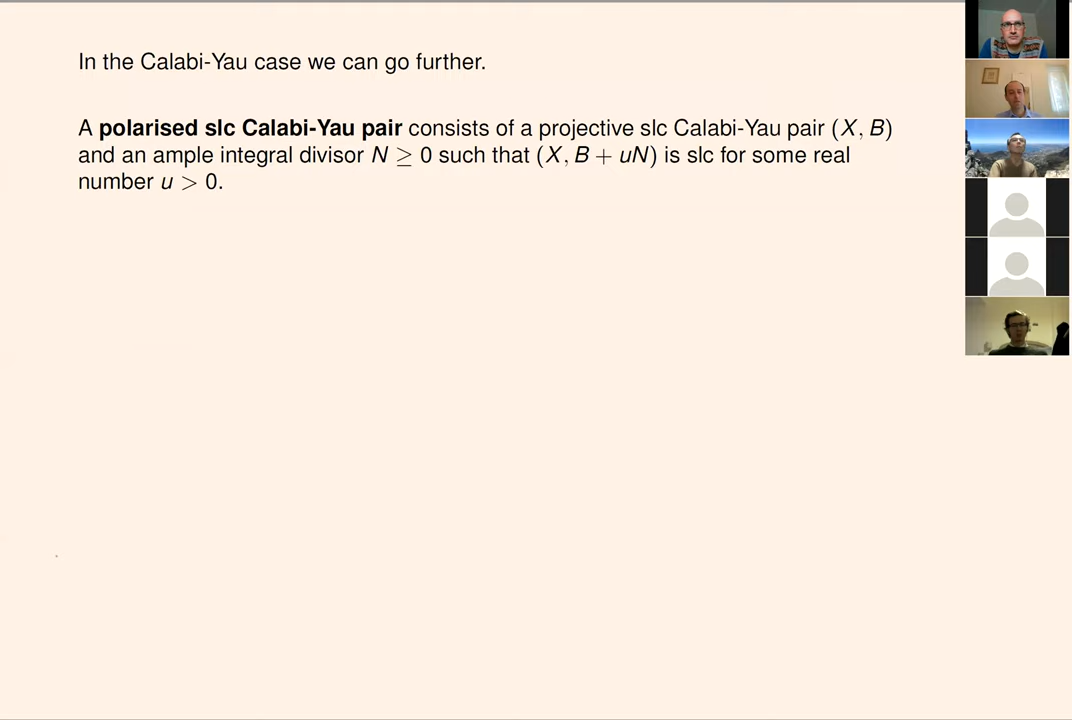 In the Calabi-Yau case we can go further.
A polarised slc Calabi-Yau pair consists of a projective slc Calabi-Yau pair (X, B)
and an ample integral divisor N ≥ 0 such that (X, B + uN) is slc for some real
number u > 0.